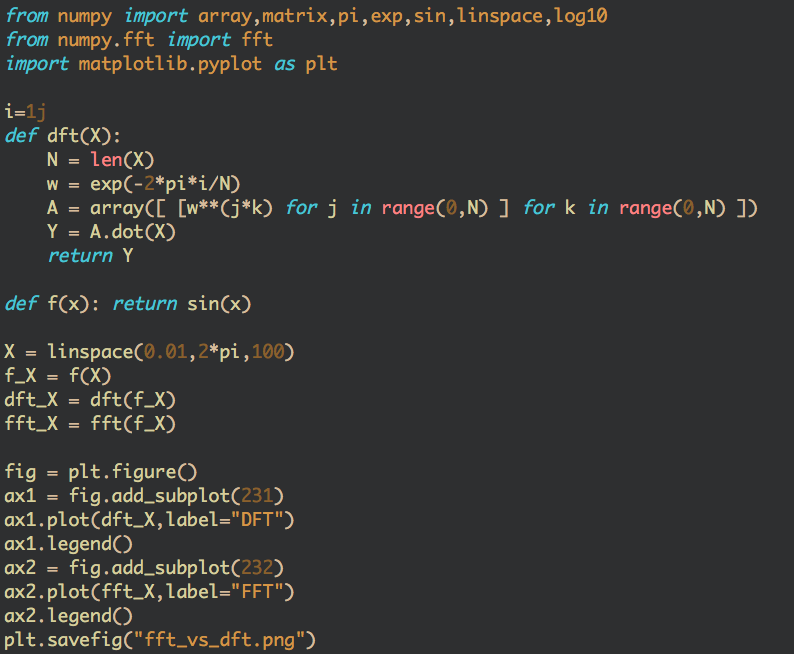 from numpy import array,matrix,pi,exp,sin,linspace,log10
from numpy.fft import fft
import matplotlib.pyplot as plt

i=1j
def dft(X):
    N = len(X)
    w = exp(-2*pi*i/N)
    A = array([ [w**(j*k) for j in range(0,N) ] for k in range(0,N) ])
    Y = A.dot(X)
    return Y

def f(x): return sin(x)

X = linspace(0.01,2*pi,100)
f_X = f(X)
dft_X = dft(f_X)
fft_X = fft(f_X)

fig = plt.figure()
ax1 = fig.add_subplot(231)
ax1.plot(dft_X,label="DFT")
ax1.legend()
ax2 = fig.add_subplot(232)
ax2.plot(fft_X,label="FFT")
ax2.legend()
plt.savefig("fft_vs_dft.png")